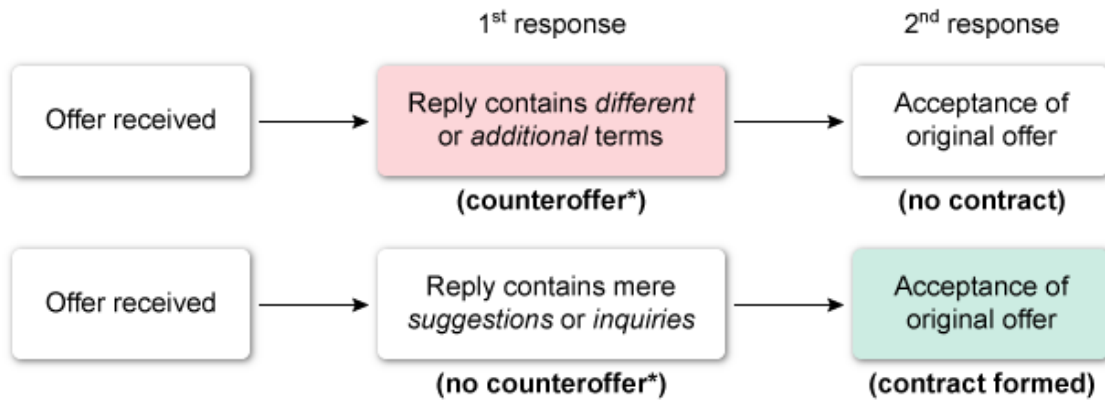 1st response
2nd response
Offer received
Reply contains different
or additional terms
Acceptance of
original offer
(counteroffer*)
(no contract)
Offer received
Reply contains mere
suggestions or inquiries
Acceptance of
original offer
(no counteroffer*)
(contract formed)